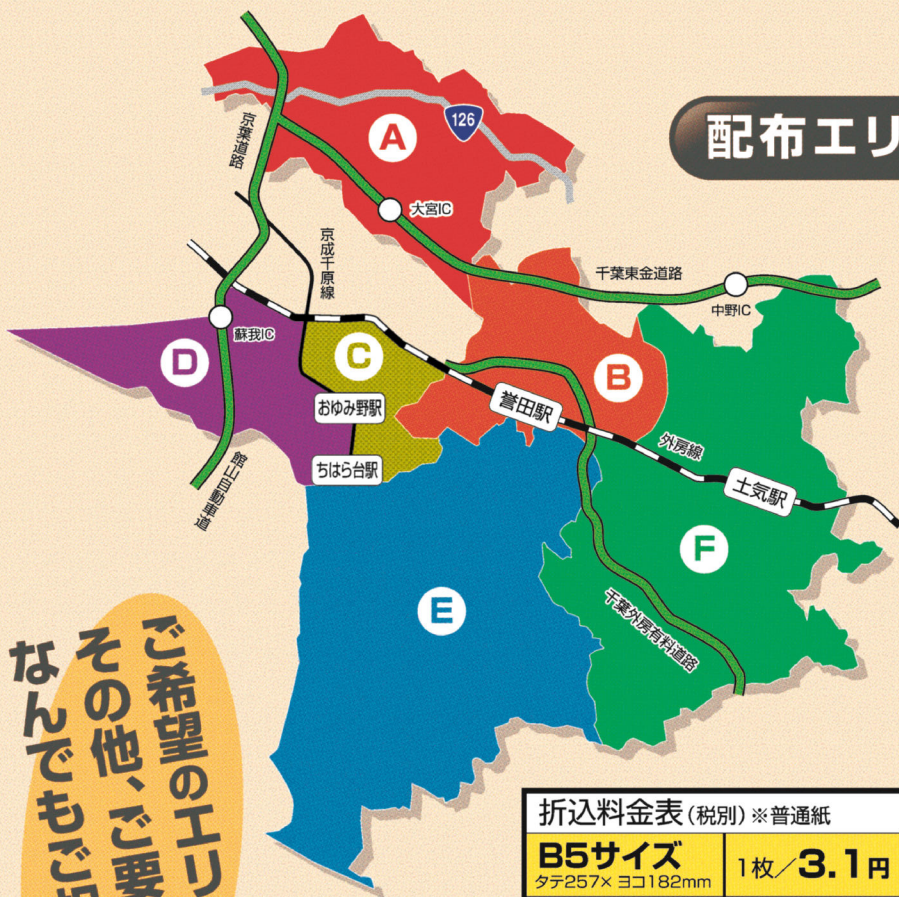 配布エリ
126
A
京葉道路
大宮IC
京成千原線
千葉東金道路
中野IC
蘇我IC
D
C
B
おゆみ野駅
誉田駅
外房線
ちはら台駅
土気駅
館山自動車道
F
E
千葉外房有料道路
ご希望のエリ
その他、ご要
なんでもご
折込料金表(税別)※普通紙
B5サイズ
タテ257×ヨコ182mm
1枚/3.1円